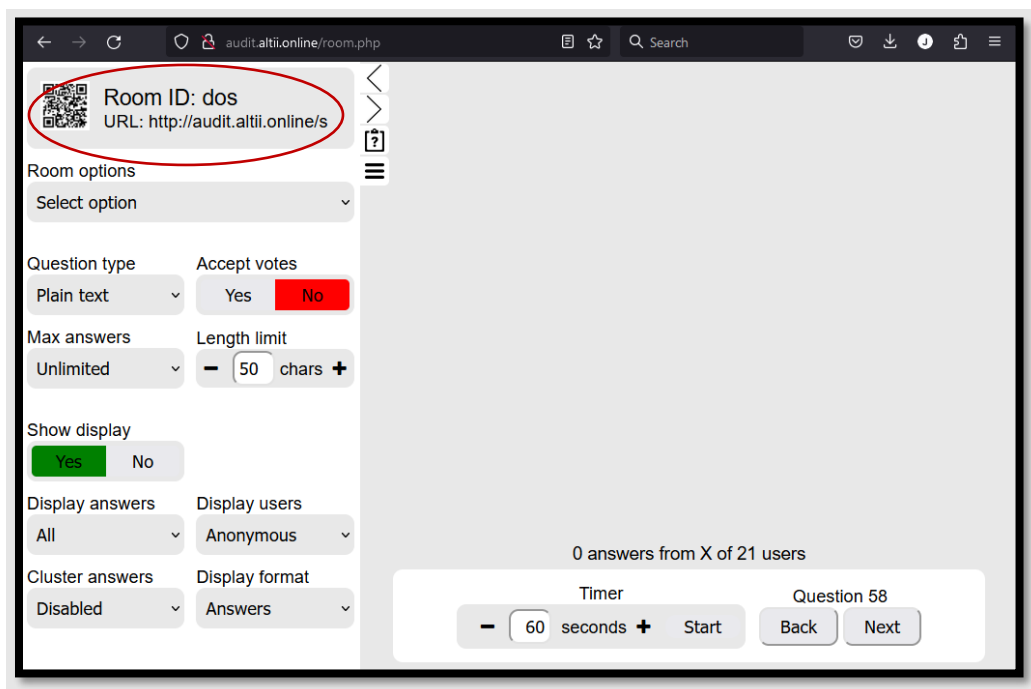 audit.altii.online/room.php
Search
J
Room ID: dos
URL: http://audit.altii.online/s
Room options
Select option
Question type
Accept votes
Plain text
Yes No
Max answers
Length limit
Unlimited
50 chars
Show display
Yes No
Display answers
Display users
All
Anonymous
Cluster answers
Display format
Disabled
Answers
0 answers from X of 21 users
Timer
Question 58
60 seconds Start
Back Next